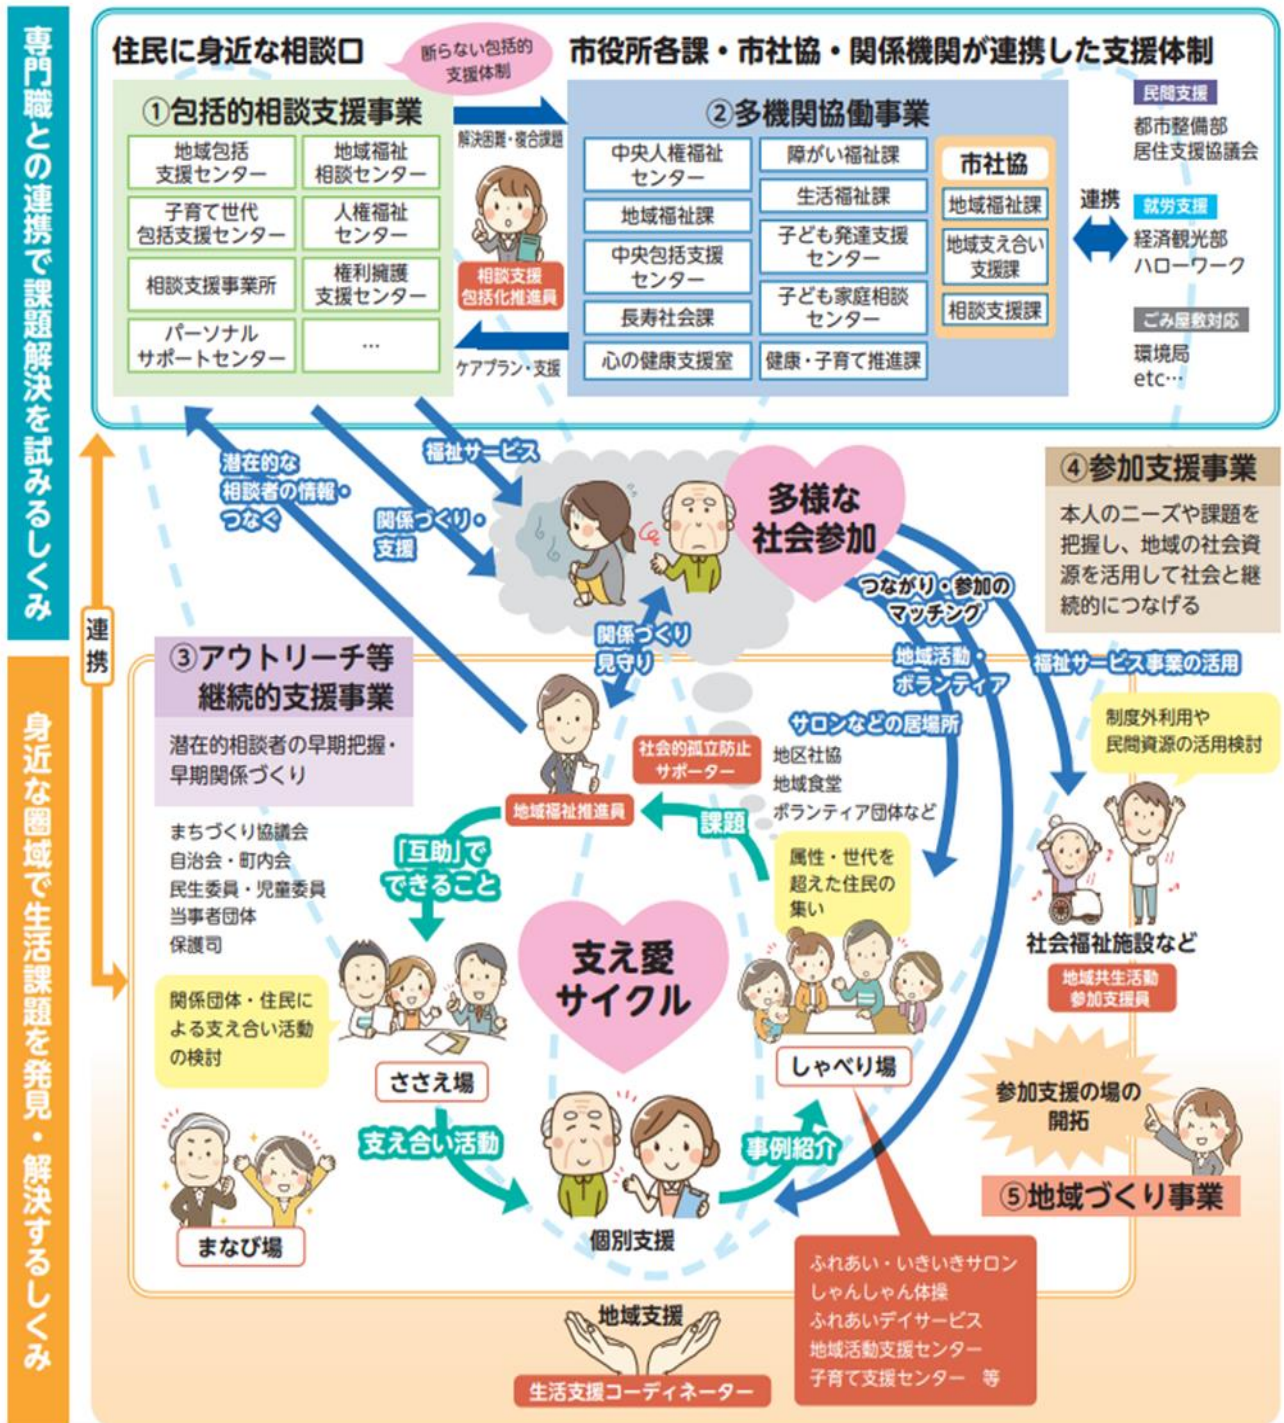 専門職との連携で課題解決を試みるしくみ
住民に身近な相談口
断らない包括的
支援体制
市役所各課・市社協・関係機関が連携した支援体制
①包括的相談支援事業
地域包括
支援センター
地域福祉
相談センター
子育て世代
包括支援センター
人権福祉
センター
相談支援事業所
権利擁護
支援センター
パーソナル
サポートセンター
…
解決困難・複合課題
相談支援
包括化推進員
ケアプラン・支援
②多機関協働事業
中央人権福祉
センター
地域福祉課
中央包括支援
センター
長寿社会課
心の健康支援室
障がい福祉課
生活福祉課
子ども発達支援
センター
子ども家庭相談
センター
健康・子育て推進課
市社協
地域福祉課
地域支え合い
支援課
相談支援課
連携
民間支援
都市整備部
居住支援協議会
就労支援
経済観光部
ハローワーク
ごみ屋敷対応
環境局
etc…
潜在的な
相談者の情報・
つなぐ
関係づくり・
支援
福祉サービス
多様な
社会参加
④参加支援事業
本人のニーズや課題を
把握し、地域の社会資
源を活用して社会と継
続的につなげる
つながり・参加の
マッチング
地域活動・
ボランティア
福祉サービス事業の活用
関係づくり
見守り
連
携
身近な圏域で生活課題を発見・解決するしくみ
③アウトリーチ等
継続的支援事業
潜在的相談者の早期把握・
早期関係づくり
まちづくり協議会
自治会・町内会
民生委員・児童委員
当事者団体
保護司
地域福祉推進員
社会的孤立防止
サポーター
サロンなどの居場所
地区社協
地域食堂
ボランティア団体など
制度外利用や
民間資源の活用検討
課題
「互助」で
できること
属性・世代を
超えた住民の
集い
支え愛
サイクル
関係団体・住民に
よる支え合い活動
の検討
ささえ場
しゃべり場
社会福祉施設など
地域共生活動
参加支援員
参加支援の場の
開拓
⑤地域づくり事業
支え合い活動
事例紹介
まなび場
個別支援
ふれあい・いきいきサロン
しゃんしゃん体操
ふれあいデイサービス
地域活動支援センター
子育て支援センター　等
地域支援
生活支援コーディネーター